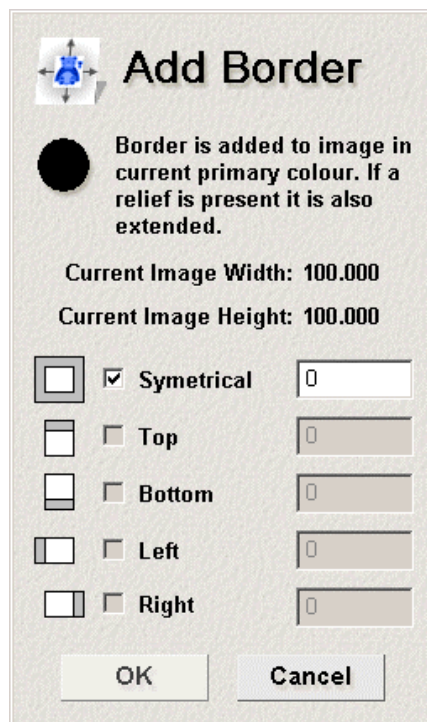 Add Border
Border is added to image in
current primary colour. If a
relief is present it is also
extended.
Current Image Width: 100.000
Current Image Height: 100.000
Symetrical 0
Top 0
Bottom 0
Left 0
Right 0
OK Cancel